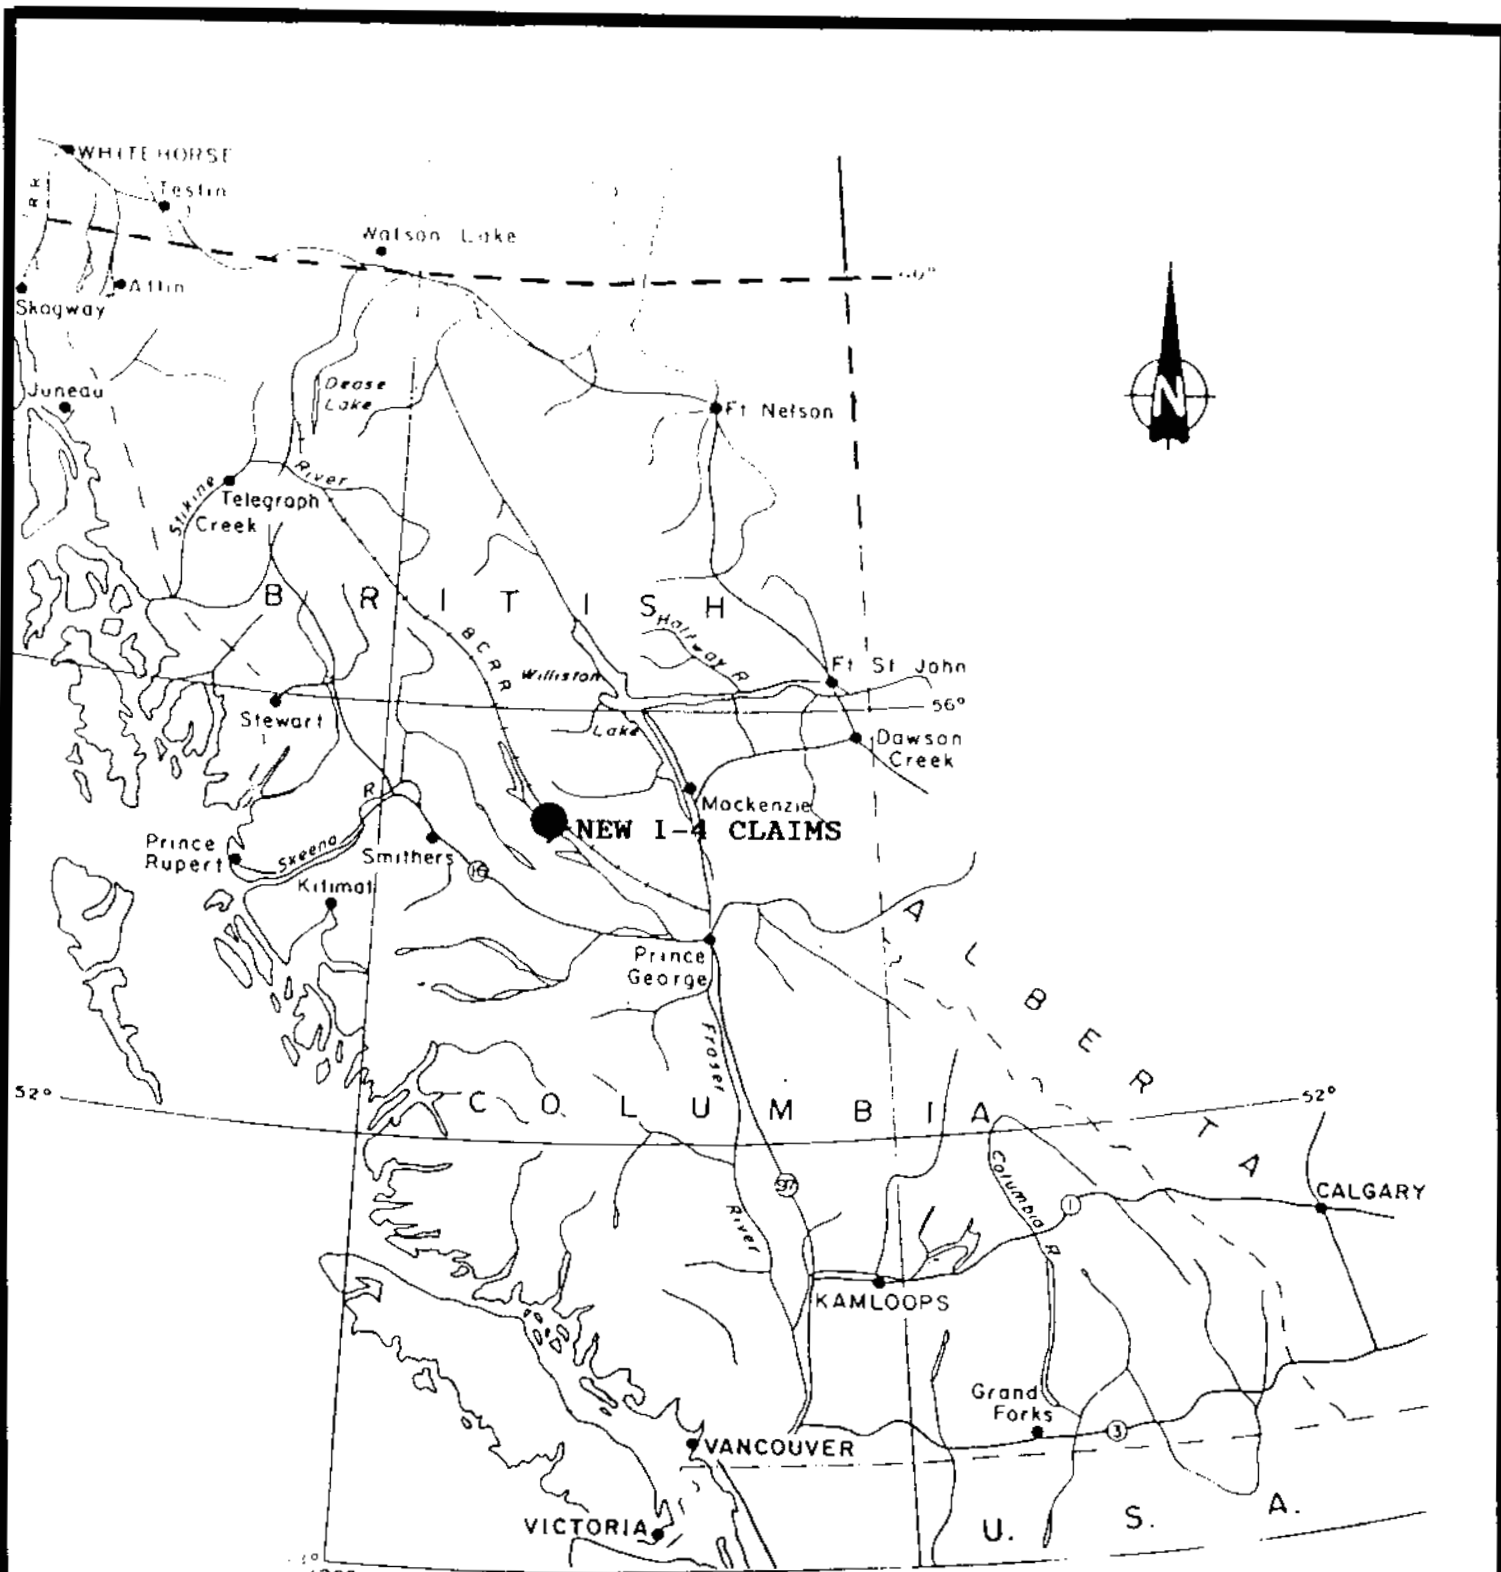 WHITEHORSE
Teslin
Watson Lake
60°
Atlin
Skagway
Juneau
Dease
Lake
Ft Nelson
N
River
Stikine
Telegraph
Creek
B R I T I S H
Halfway R
B C R R
Williston
Lake
Ft St John
56°
Stewart
Dawson
Creek
R
Mackenzie
NEW 1-4 CLAIMS
Prince
Rupert
Skeena
Smithers
16
Kitimat
Prince
George
A L B E R T A
Fraser
River
52°
C O L U M B I A
52°
97
Columbia R
1
CALGARY
KAMLOOPS
Grand
Forks
3
VANCOUVER
VICTORIA
U. S. A.